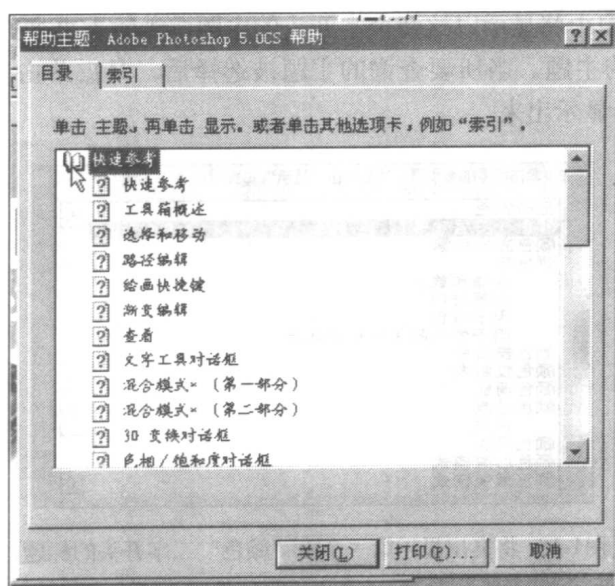 帮助主题: Adobe Photoshop 5.0CS 帮助
目录 索引
单击 主题，再单击 显示。或者单击其他选项卡，例如“索引”。
快速参考
快速参考
工具箱概述
选择和移动
路径编辑
绘画快捷键
渐变编辑
查看
文字工具对话框
混合模式* (第一部分)
混合模式* (第二部分)
3D 变换对话框
色相/饱和度对话框
关闭(L) 打印(P)... 取消